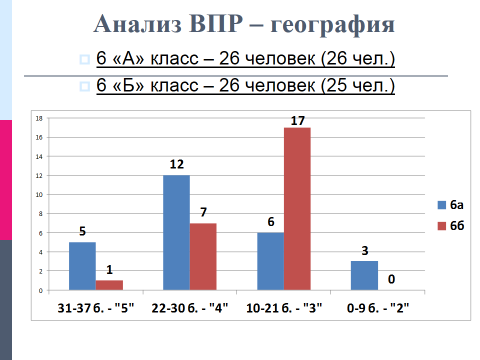 Анализ ВПР – география
6 «А» класс – 26 человек (26 чел.)
6 «Б» класс – 26 человек (25 чел.)
18
16
14
12
10
8
6
4
2
0
5
1
12
7
6
17
3
0
31-37 б. - "5"
22-30 б. - "4"
10-21 б. - "3"
0-9 б. - "2"
6а
6б